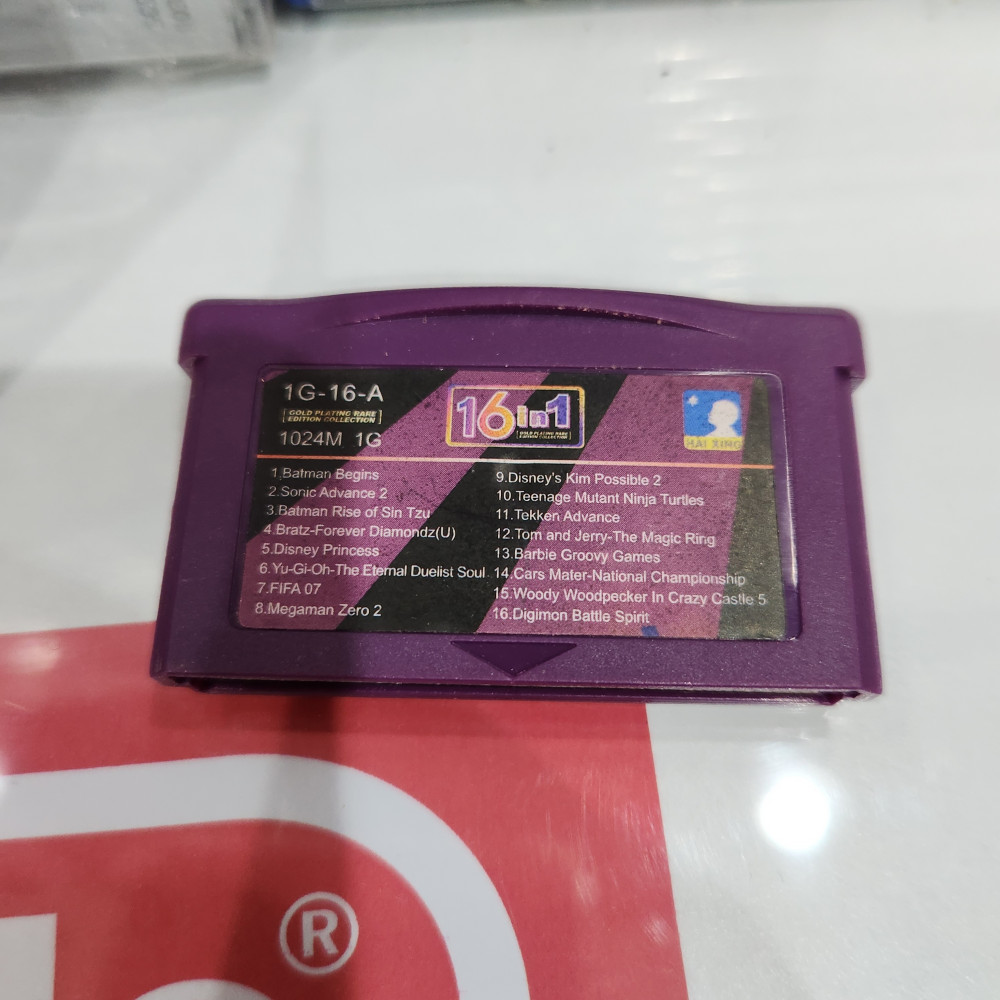 1G-16-A
GOLD PLATING RARE
EDITION COLLECTION
1024M 1G
16in1
GOLD PLATING RARE
EDITION COLLECTION
HAI XING
1.Batman Begins
2.Sonic Advance 2
3.Batman Rise of Sin Tzu
4.Bratz-Forever Diamondz(U)
5.Disney Princess
6.Yu-Gi-Oh-The Eternal Duelist Soul
7.FIFA 07
8.Megaman Zero 2
9.Disney's Kim Possible 2
10.Teenage Mutant Ninja Turtles
11.Tekken Advance
12.Tom and Jerry-The Magic Ring
13.Barbie Groovy Games
14.Cars Mater-National Championship
15.Woody Woodpecker In Crazy Castle 5
16.Digimon Battle Spirit
®